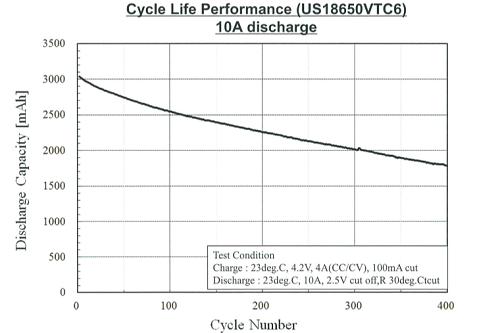 Cycle Life Performance (US18650VTC6)
10A discharge
Discharge Capacity [mAh]
3500
3000
2500
2000
1500
1000
500
0
Test Condition
Charge : 23deg.C, 4.2V, 4A(CC/CV), 100mA cut
Discharge : 23deg.C, 10A, 2.5V cut off,R 30deg.Ctcut
0 100 200 300 400
Cycle Number